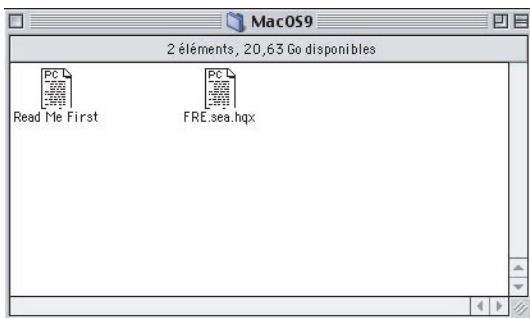 MacOS9
2 éléments, 20,63 Go disponibles
PC PC
Read Me First FRE.sea.hqx